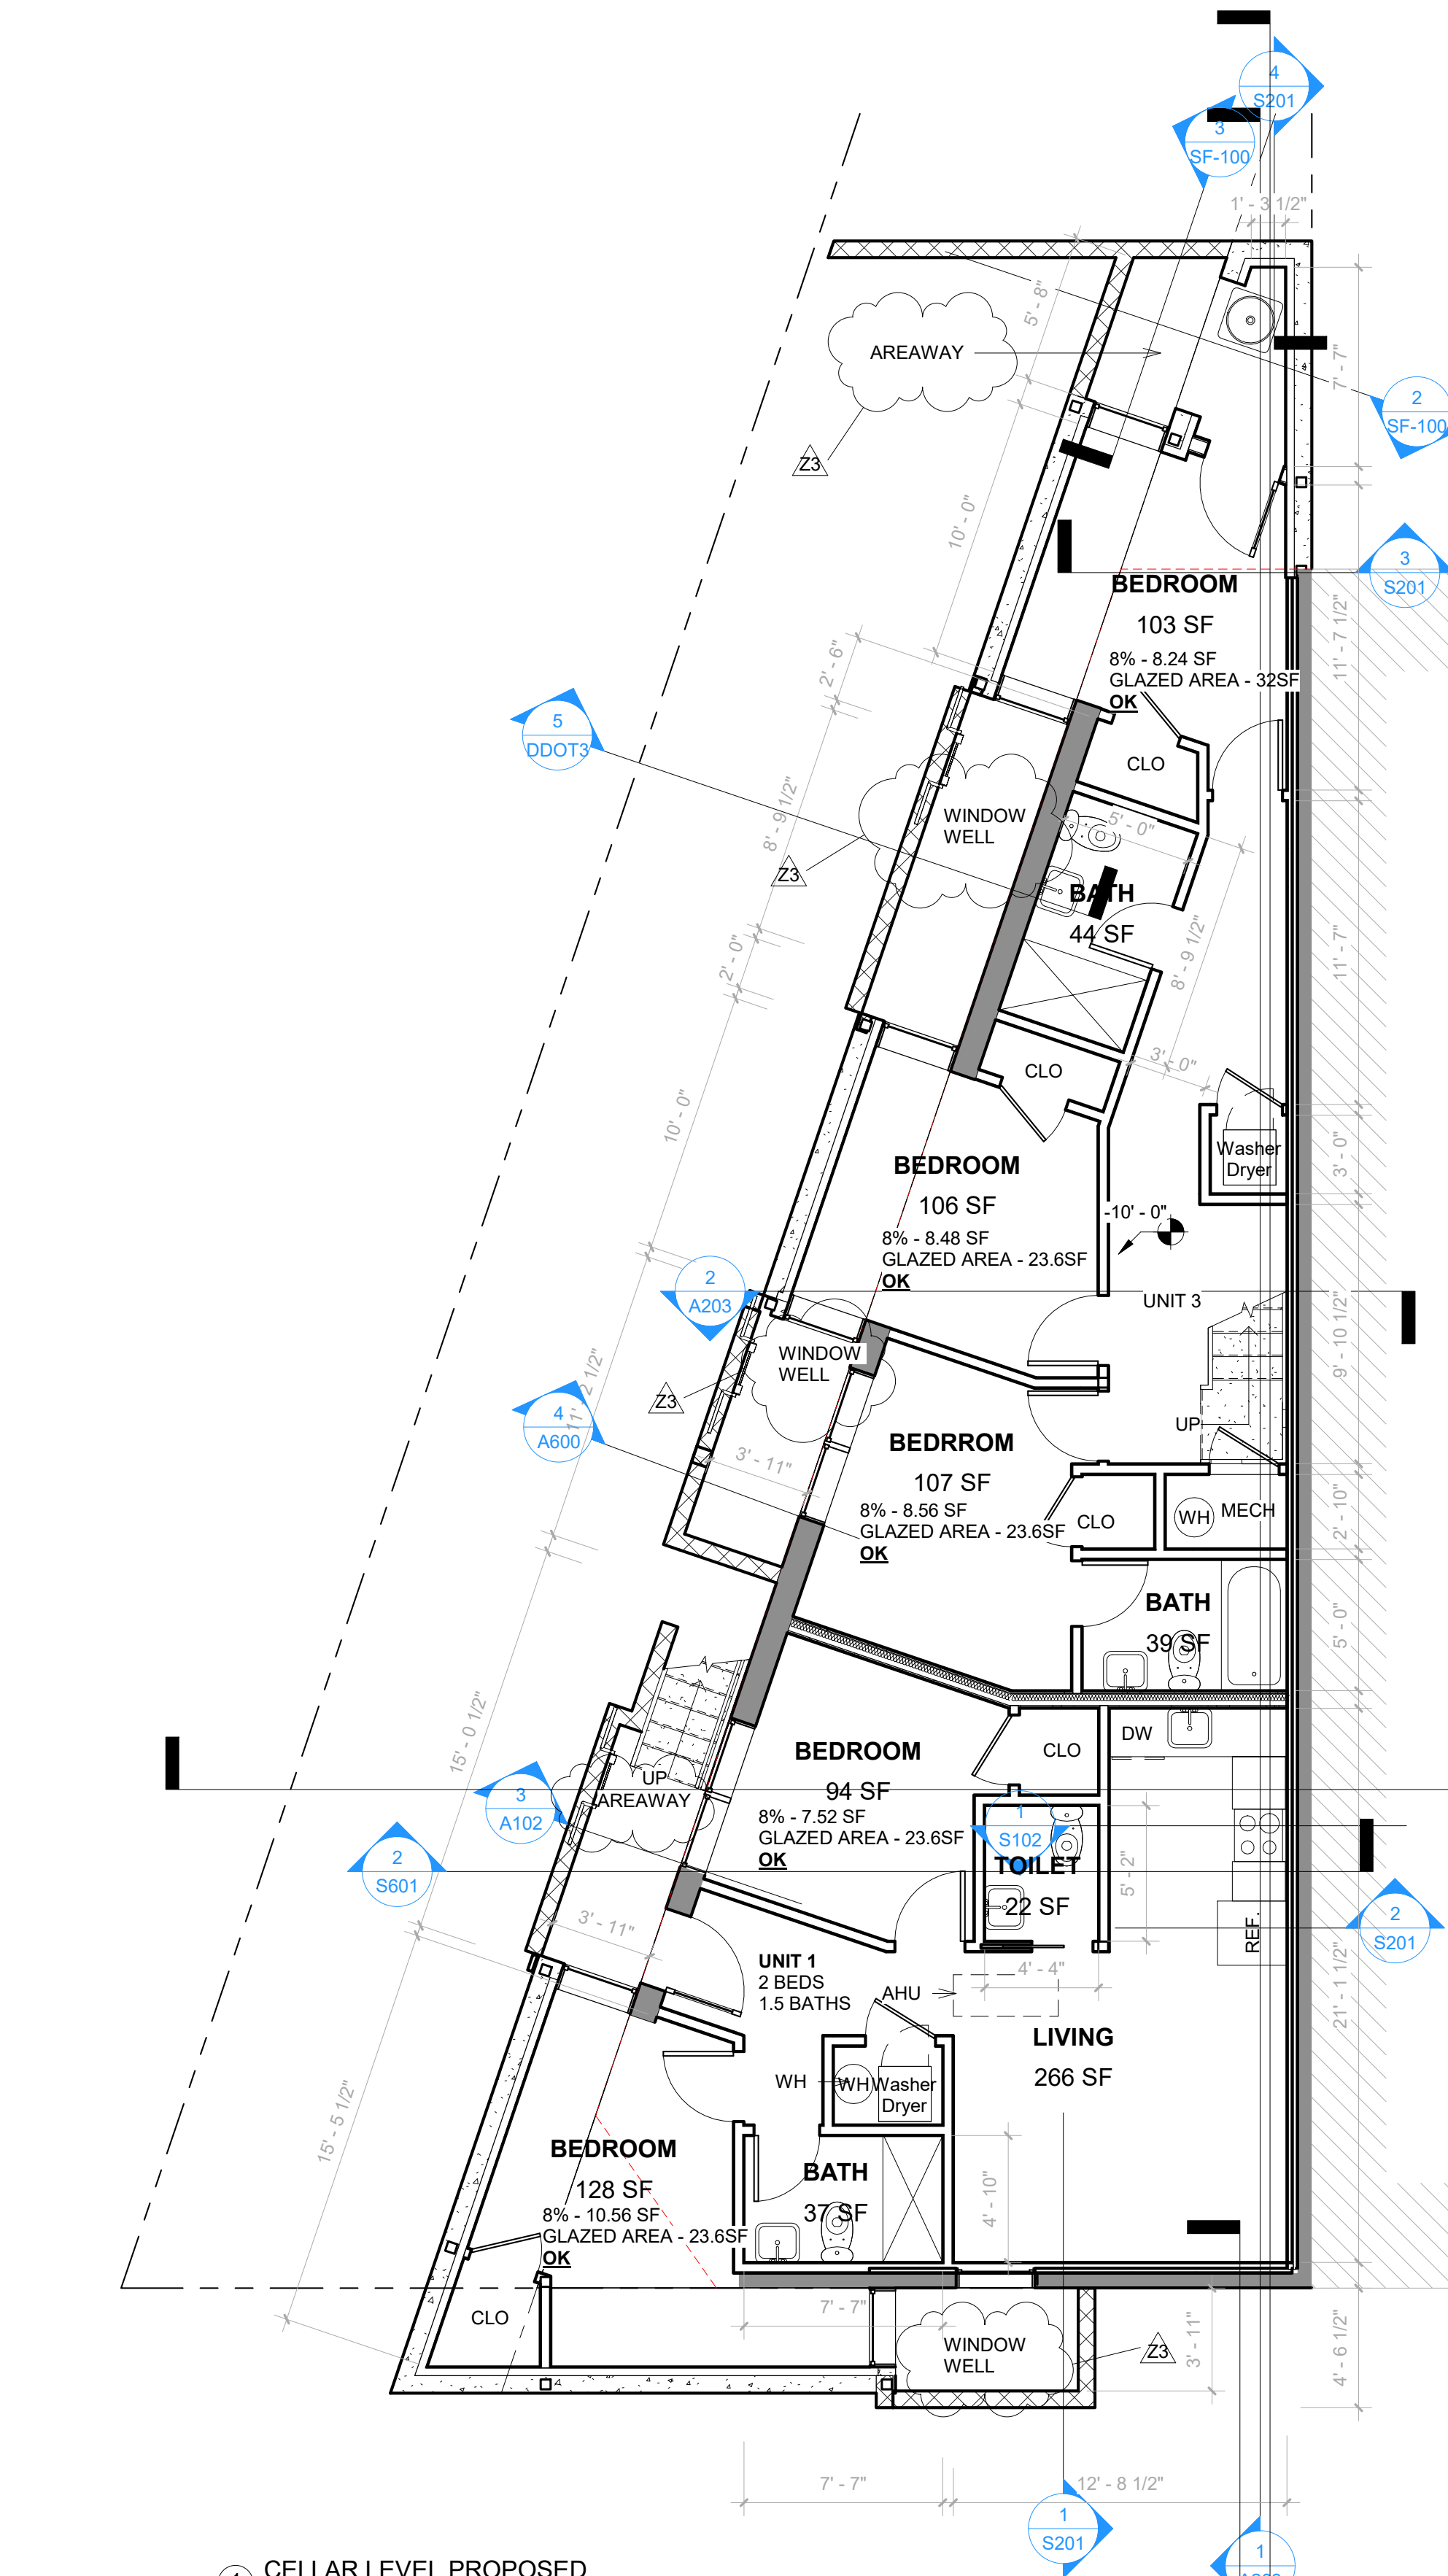 4
S201
3
SF-100
1' - 3 1/2"
5' - 8"
AREAWAY
7' - 7"
2
SF-100
Z3
10' - 0"
3
S201
BEDROOM
103 SF
8% - 8.24 SF
GLAZED AREA - 32SF
OK
11' - 7 1/2"
2' - 6"
5
DDOT3
CLO
8' - 9 1/2"
WINDOW
WELL
5' - 0"
Z3
BATH
44 SF
2' - 0"
8' - 9 1/2"
11' - 7"
CLO
3' - 0"
10' - 0"
Washer
Dryer
3' - 0"
BEDROOM
106 SF
8% - 8.48 SF
GLAZED AREA - 23.6SF
OK
-10' - 0"
2
A203
UNIT 3
9' - 10 1/2"
WINDOW
WELL
Z3
11' - 2 1/2"
4
A600
UP
BEDRROM
107 SF
8% - 8.56 SF
GLAZED AREA - 23.6SF
OK
3' - 11"
CLO
WH
MECH
2' - 10"
BATH
39 SF
5' - 0"
15' - 0 1/2"
DW
BEDROOM
94 SF
8% - 7.52 SF
GLAZED AREA - 23.6SF
OK
CLO
UP
AREAWAY
3
A102
1
S102
TOILET
22 SF
5' - 2"
2
S601
REF.
2
S201
3' - 11"
4' - 4"
UNIT 1
2 BEDS
1.5 BATHS
AHU
21' - 1 1/2"
LIVING
266 SF
WH
WH
Washer
Dryer
15' - 5 1/2"
BEDROOM
128 SF
8% - 10.56 SF
GLAZED AREA - 23.6SF
OK
BATH
37 SF
4' - 10"
CLO
7' - 7"
WINDOW
WELL
Z3
3' - 11"
4' - 6 1/2"
7' - 7"
12' - 8 1/2"
1
S201
1
CELLAR LEVEL PROPOSED